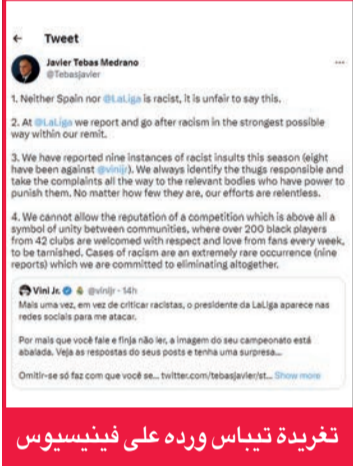 Tweet
Javier Tebas Medrano
@Tebasjavier
1. Neither Spain nor @LaLiga is racist, it is unfair to say this.
2. At @LaLiga we report and go after racism in the strongest possible
way within our remit.
3. We have reported nine instances of racist insults this season (eight
have been against @vinijr). We always identify the thugs responsible and
take the complaints all the way to the relevant bodies who have power to
punish them. No matter how few they are, our efforts are relentless.
4. We cannot allow the reputation of a competition which is above all a
symbol of unity between communities, where over 200 black players
from 42 clubs are welcomed with respect and love from fans every week,
to be tarnished. Cases of racism are an extremely rare occurrence (nine
reports) which we are committed to eliminating altogether.
Vini Jr. @vinijr · 14h
Mais uma vez, em vez de criticar racistas, o presidente da LaLiga aparece nas
redes sociais para me atacar.
Por mais que você fale e finja não ler, a imagem do seu campeonato está
abalada. Veja as respostas do seus posts e tenha uma surpresa...
Omitir-se só faz com que você se... twitter.com/tebasjavier/st... Show more
تغريدة تيباس ورده على فينيسيوس